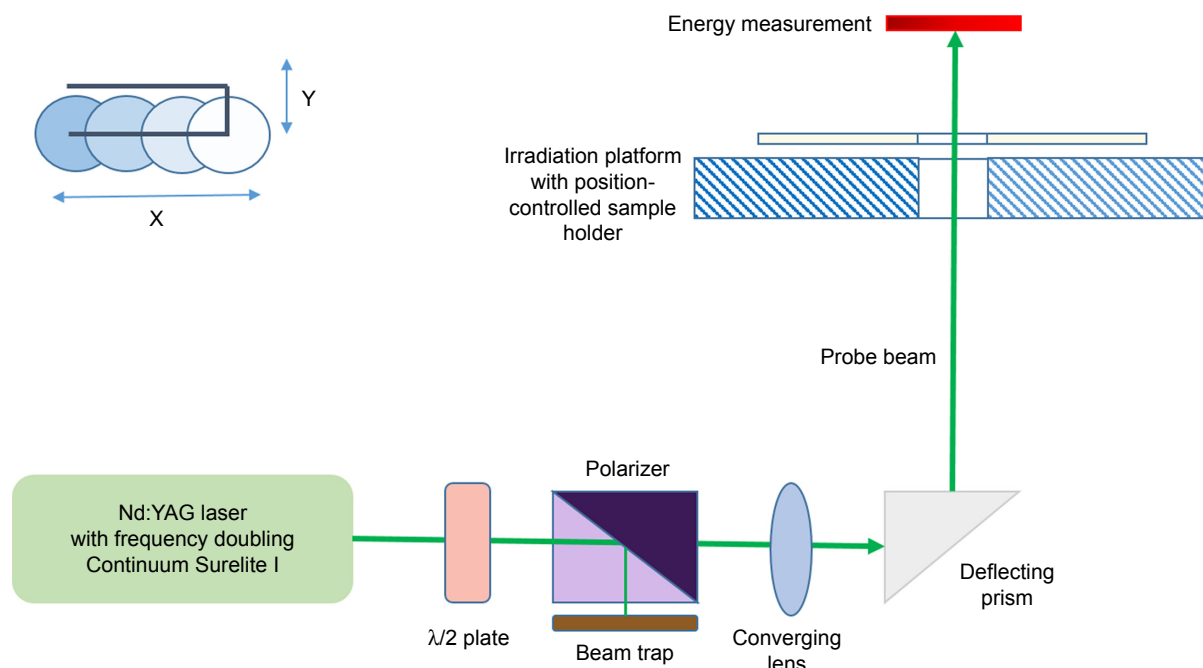 Energy measurement
Y
X
Irradiation platform
with position-
controlled sample
holder
Probe beam
Polarizer
Nd:YAG laser
with frequency doubling
Continuum Surelite I
λ/2 plate
Beam trap
Converging
lens
Deflecting
prism